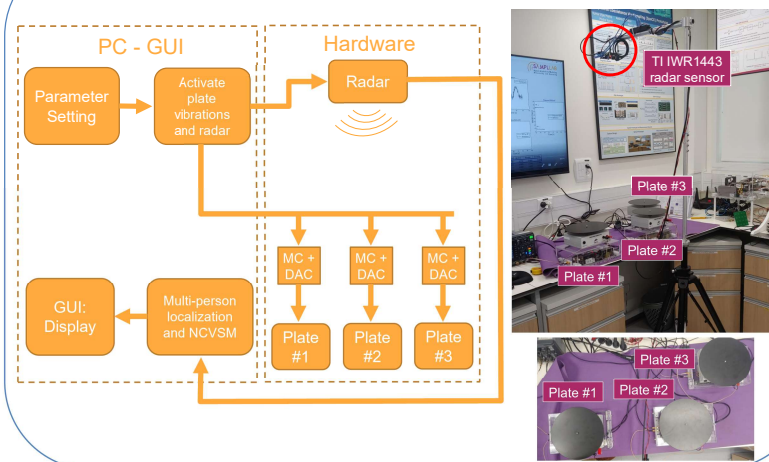 PC - GUI
Hardware
Parameter
Setting
Activate
plate
vibrations
and radar
Radar
MC +
DAC
MC +
DAC
MC +
DAC
GUI:
Display
Multi-person
localization
and NCVSM
Plate
#1
Plate
#2
Plate
#3
TI IWR1443
radar sensor
Plate #3
Plate #2
Plate #1
Plate #3
Plate #1
Plate #2